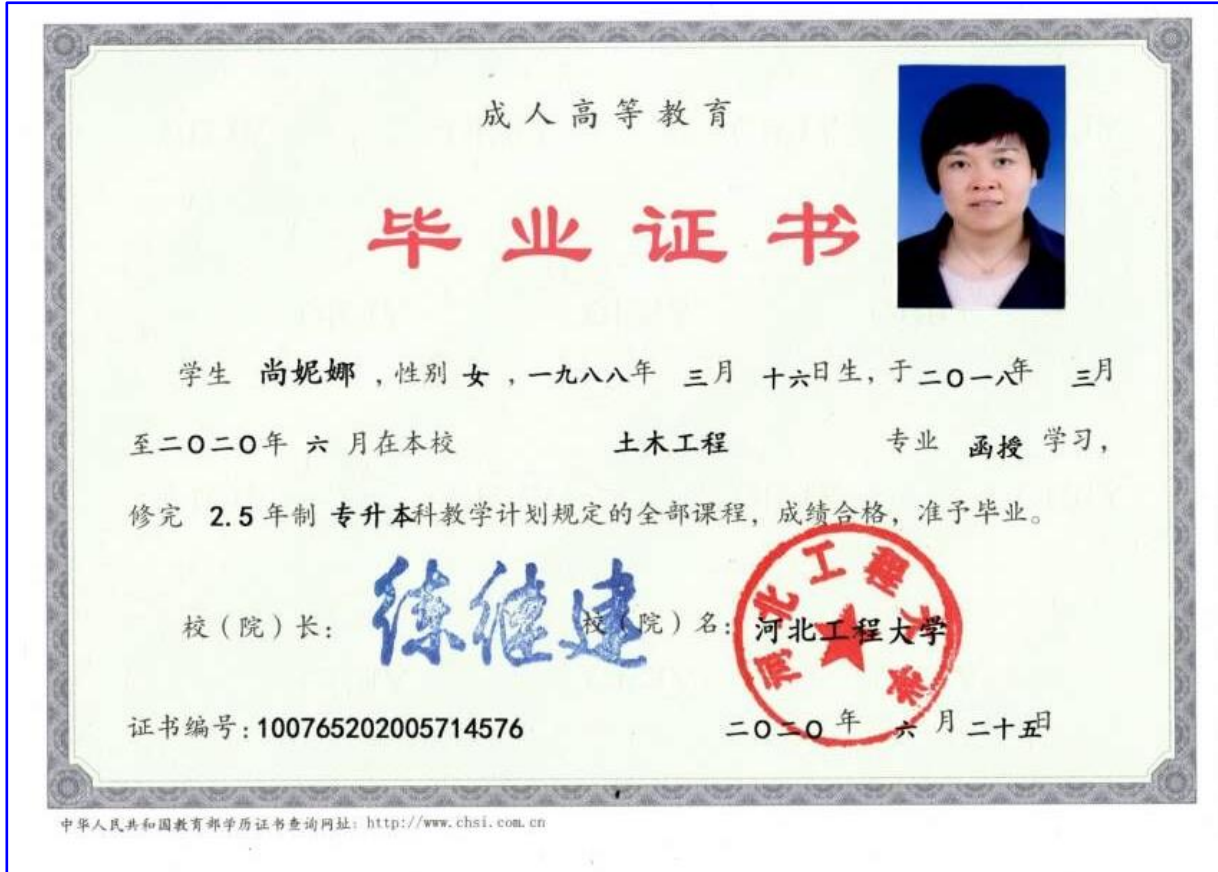 成人高等教育
毕业证书
学生 尚妮娜 ，性别 女 ，一九八八年 三月 十六日生，于二〇一八年 三月
至二〇二〇年 六 月在本校 土木工程 专业 函授 学习，
修完 2.5 年制 专升本科教学计划规定的全部课程，成绩合格，准予毕业。
校（院）长： 练继建 校（院）名：河北工程大学
河北工程大学
证书编号：100765202005714576 二〇二〇 年 六 月 二十五日
中华人民共和国教育部学历证书查询网址：http://www.chsi.com.cn